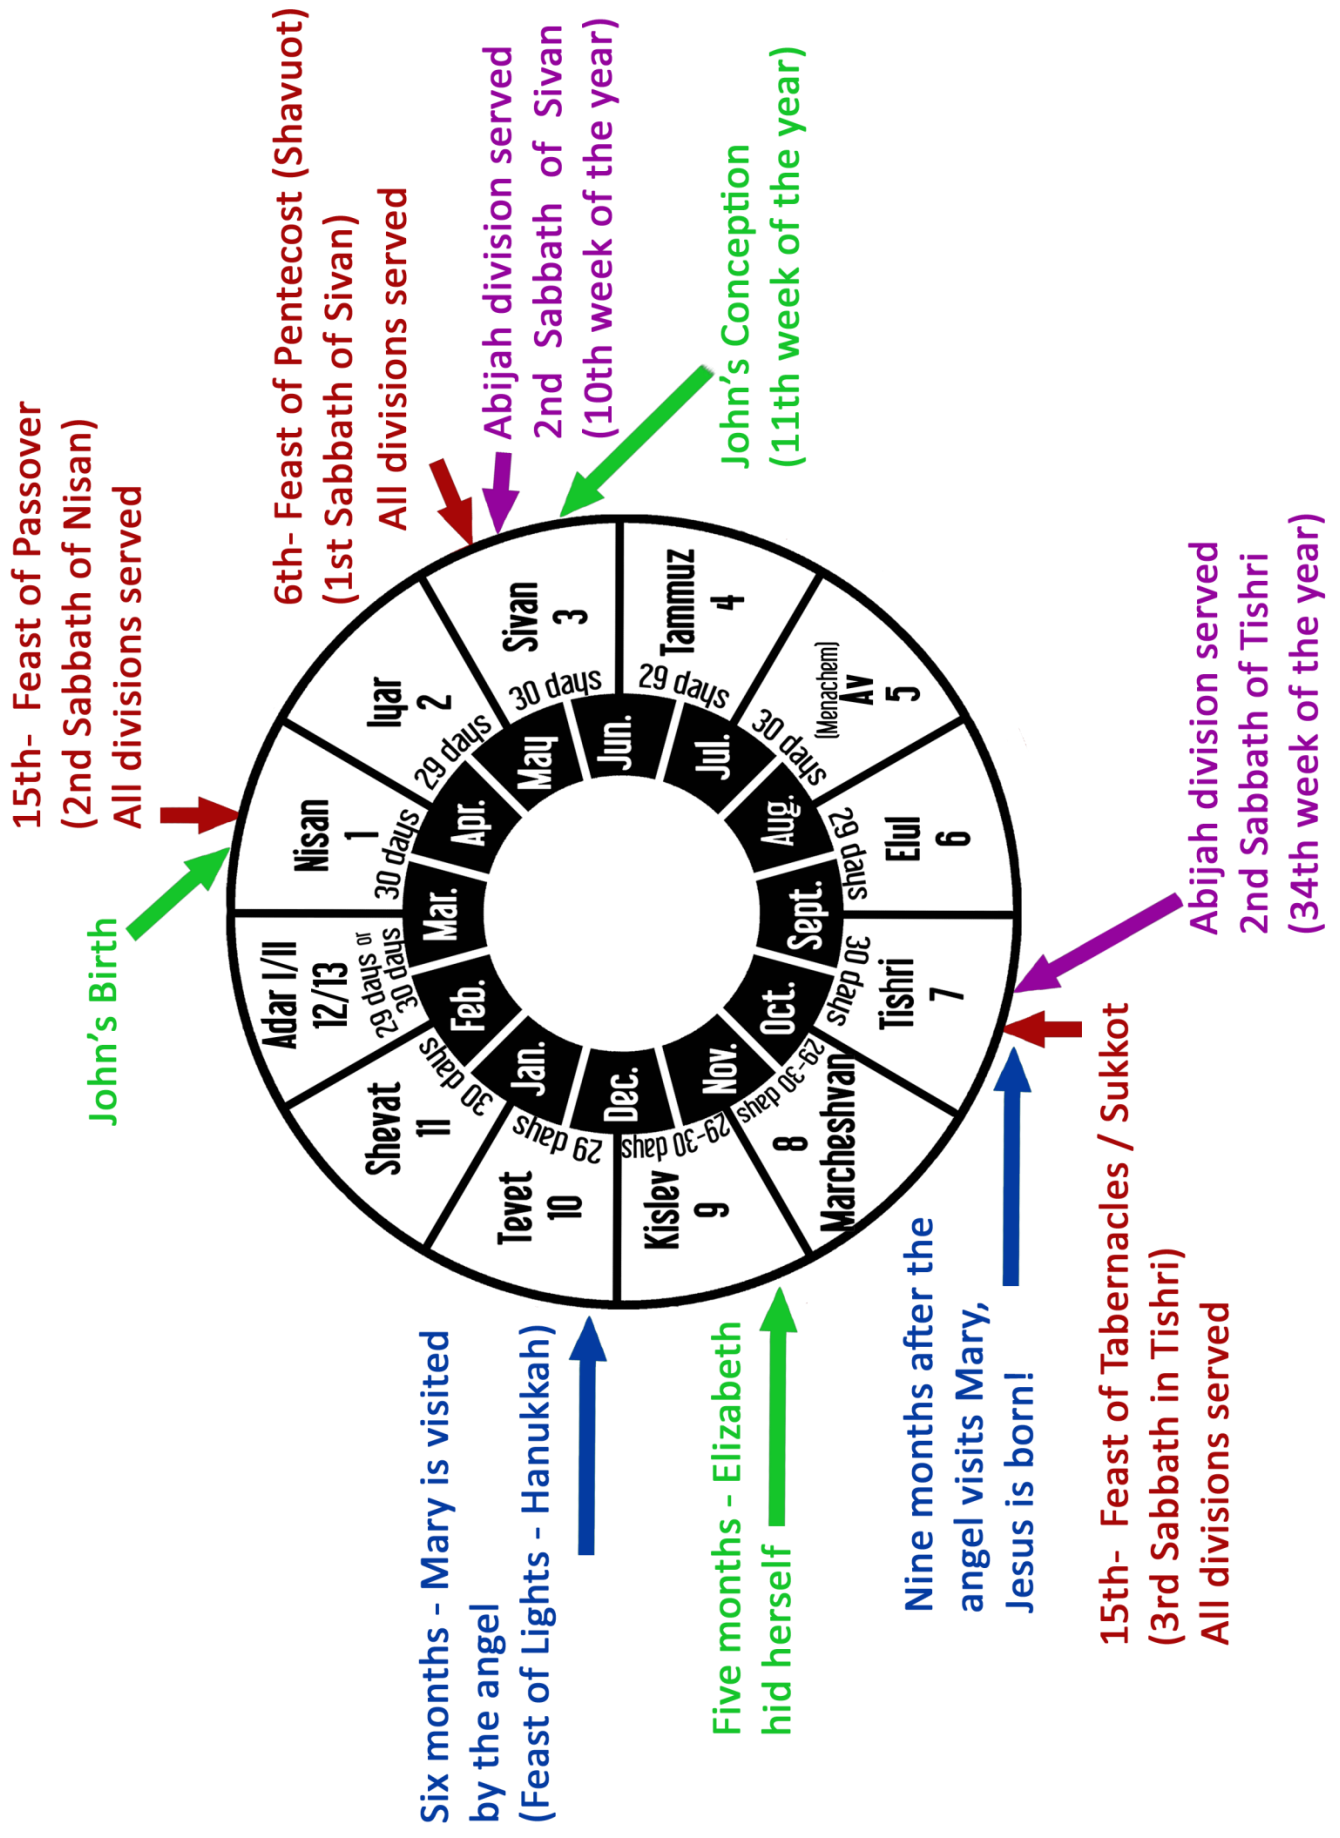 15th- Feast of Passover
(2nd Sabbath of Nisan)
All divisions served
John's Birth
6th- Feast of Pentecost (Shavuot)
(1st Sabbath of Sivan)
All divisions served
Abijah division served
2nd Sabbath of Sivan
(10th week of the year)
John's Conception
(11th week of the year)
Abijah division served
2nd Sabbath of Tishri
(34th week of the year)
15th- Feast of Tabernacles / Sukkot
(3rd Sabbath in Tishri)
All divisions served
Nine months after the
angel visits Mary,
Jesus is born!
Five months - Elizabeth
hid herself
Six months - Mary is visited
by the angel
(Feast of Lights - Hanukkah)
Nisan
1
30 days
Iyar
2
29 days
Sivan
3
30 days
Tammuz
4
29 days
(Menachem)
Av
5
30 days
Elul
6
29 days
Tishri
7
30 days
8
Marcheshvan
29-30 days
Kislev
9
29-30 days
Tevet
10
29 days
Shevat
11
30 days
Adar I/II
12/13
29 days or
30 days
Mar.
Apr.
May
Jun.
Jul.
Aug.
Sept.
Oct.
Nov.
Dec.
Jan.
Feb.